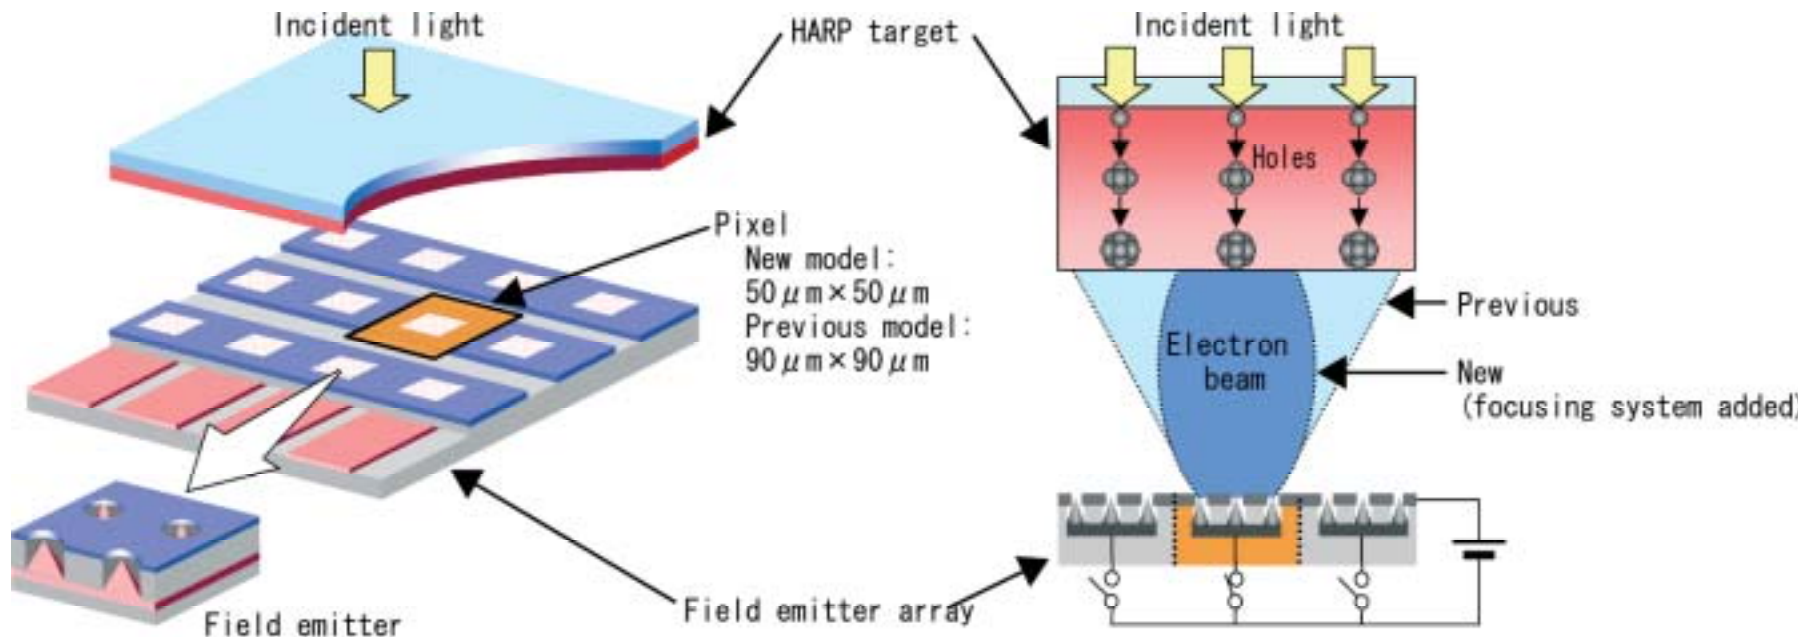 Incident light
HARP target
Incident light
Holes
Pixel
New model:
50μm×50μm
Previous model:
90μm×90μm
Previous
Electron
beam
New
(focusing system added)
Field emitter array
Field emitter